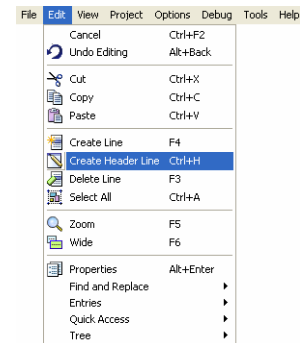 File Edit View Project Options Debug Tools Help
Cancel Ctrl+F2
Undo Editing Alt+Back
Cut Ctrl+X
Copy Ctrl+C
Paste Ctrl+V
Create Line F4
Create Header Line Ctrl+H
Delete Line F3
Select All Ctrl+A
Zoom F5
Wide F6
Properties Alt+Enter
Find and Replace
Entries
Quick Access
Tree